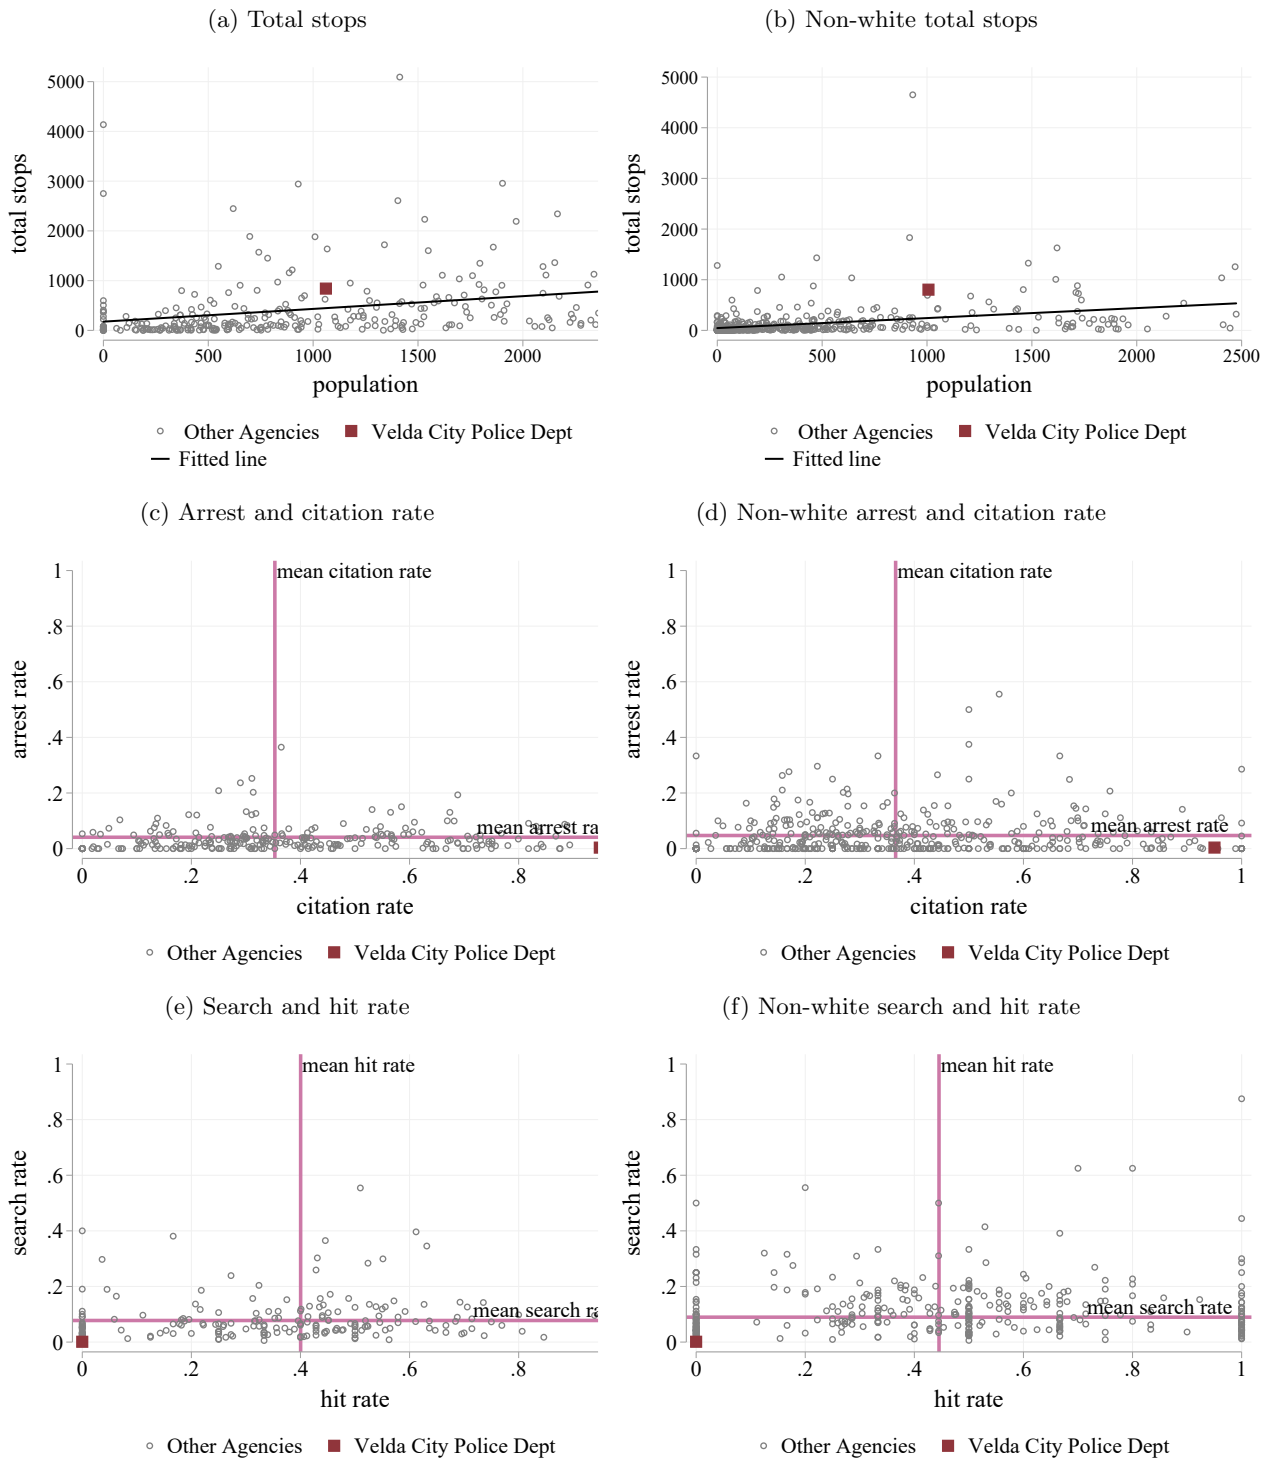 (a) Total stops
(b) Non-white total stops
total stops
5000
4000
3000
2000
1000
0
0 500 1000 1500 2000
population
Other Agencies Velda City Police Dept
Fitted line
total stops
5000
4000
3000
2000
1000
0
0 500 1000 1500 2000 2500
population
Other Agencies Velda City Police Dept
Fitted line
(c) Arrest and citation rate
(d) Non-white arrest and citation rate
arrest rate
1
.8
.6
.4
.2
0
mean citation rate
mean arrest ra
0 .2 .4 .6 .8
citation rate
Other Agencies Velda City Police Dept
arrest rate
1
.8
.6
.4
.2
0
mean citation rate
mean arrest rate
0 .2 .4 .6 .8 1
citation rate
Other Agencies Velda City Police Dept
(e) Search and hit rate
(f) Non-white search and hit rate
search rate
1
.8
.6
.4
.2
0
mean hit rate
mean search ra
0 .2 .4 .6 .8
hit rate
Other Agencies Velda City Police Dept
search rate
1
.8
.6
.4
.2
0
mean hit rate
mean search rate
0 .2 .4 .6 .8 1
hit rate
Other Agencies Velda City Police Dept